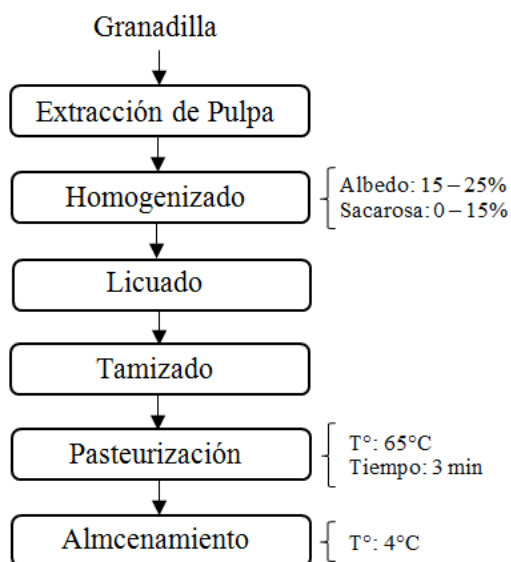 Granadilla
Extracción de Pulpa
Homogenizado
Albedo: 15 – 25%
Sacarosa: 0 – 15%
Licuado
Tamizado
Pasteurización
T°: 65°C
Tiempo: 3 min
Almcenamiento
T°: 4°C